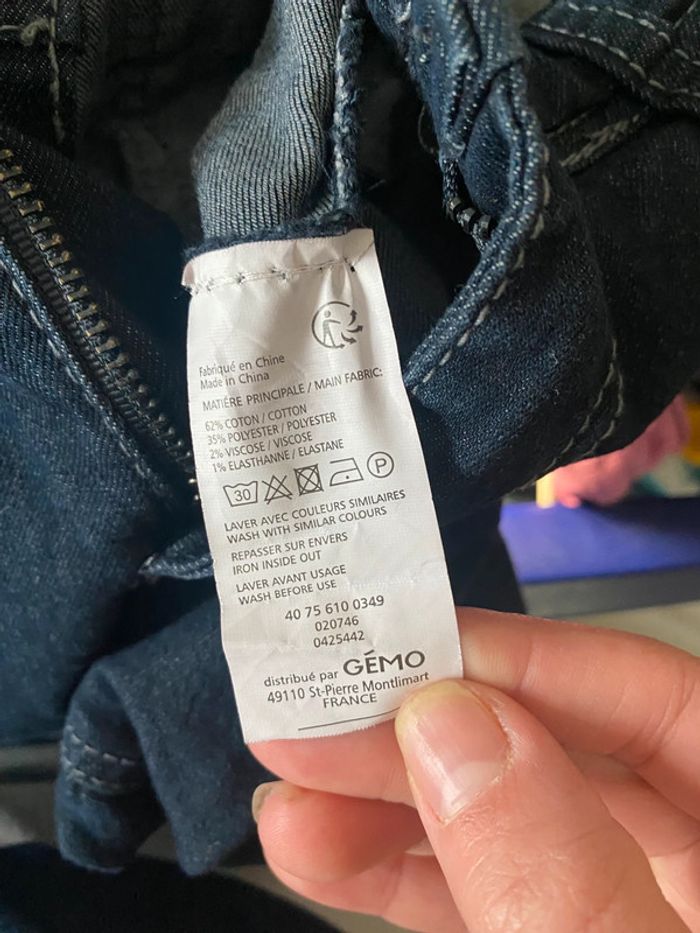 Fabriqué en Chine
Made in China
MATIÈRE PRINCIPALE / MAIN FABRIC:
62% COTON / COTTON
35% POLYESTER / POLYESTER
2% VISCOSE / VISCOSE
1% ELASTHANNE / ELASTANE
30 P
LAVER AVEC COULEURS SIMILAIRES
WASH WITH SIMILAR COLOURS
REPASSER SUR ENVERS
IRON INSIDE OUT
LAVER AVANT USAGE
WASH BEFORE USE
40 75 610 0349
020746
0425442
distribué par GÉMO
49110 St-Pierre Montlimart
FRANCE